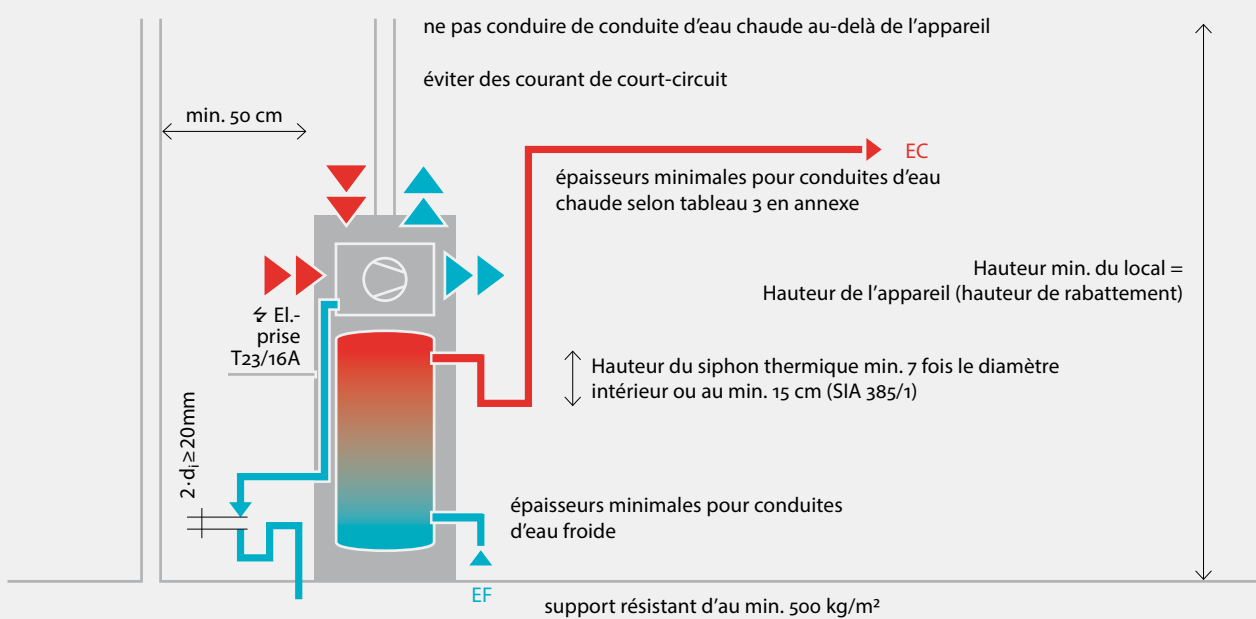 ne pas conduire de conduite d’eau chaude au-delà de l’appareil
éviter des courant de court-circuit
min. 50 cm
EC
épaisseurs minimales pour conduites d’eau
chaude selon tableau 3 en annexe
Hauteur min. du local =
Hauteur de l’appareil (hauteur de rabattement)
El.-
prise
T23/16A
Hauteur du siphon thermique min. 7 fois le diamètre
intérieur ou au min. 15 cm (SIA 385/1)
2·dᵢ≥20mm
épaisseurs minimales pour conduites
d’eau froide
EF
support résistant d’au min. 500 kg/m²